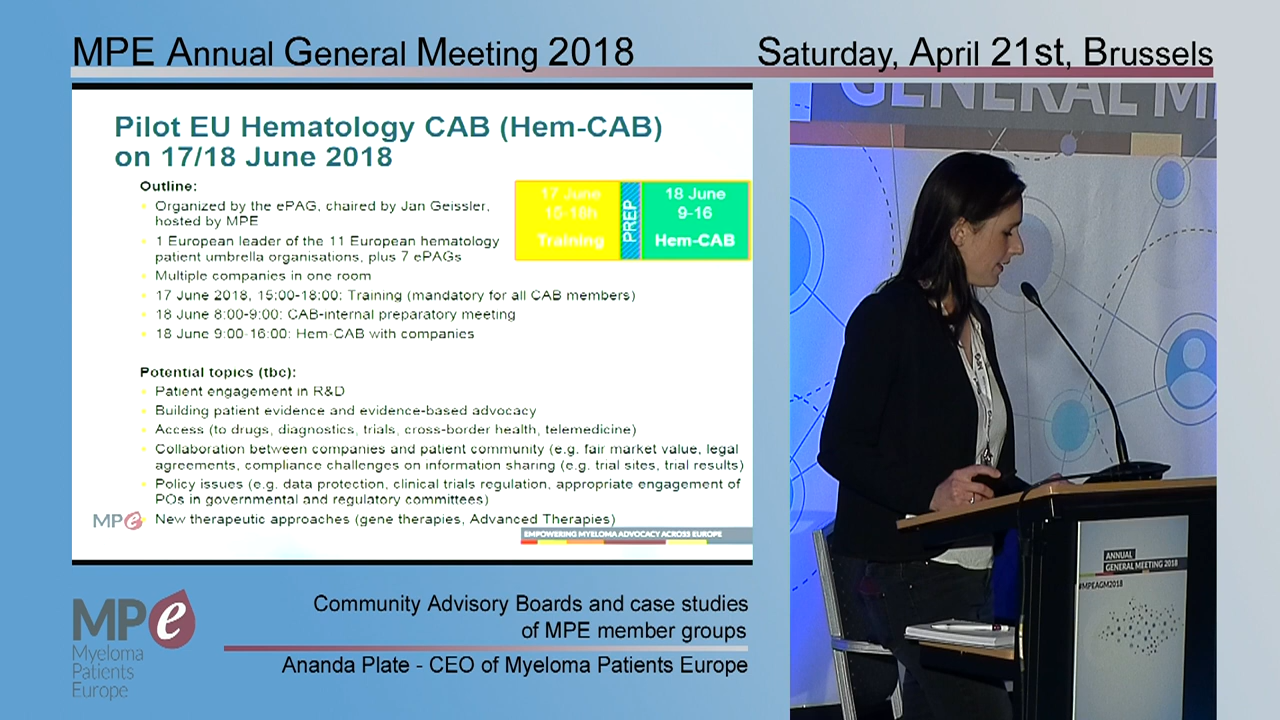 MPE Annual General Meeting 2018
Saturday, April 21st, Brussels
Pilot EU Hematology CAB (Hem-CAB)
on 17/18 June 2018
Outline:
Organized by the ePAG, chaired by Jan Geissler,
hosted by MPE
1 European leader of the 11 European hematology
patient umbrella organisations, plus 7 ePAGs
Multiple companies in one room
17 June 2018, 15:00-18:00: Training (mandatory for all CAB members)
18 June 8:00-9:00: CAB-internal preparatory meeting
18 June 9:00-16:00: Hem-CAB with companies
17 June
15-18h
Training
PREP
18 June
9-16
Hem-CAB
Potential topics (tbc):
Patient engagement in R&D
Building patient evidence and evidence-based advocacy
Access (to drugs, diagnostics, trials, cross-border health, telemedicine)
Collaboration between companies and patient community (e.g. fair market value, legal
agreements, compliance challenges on information sharing (e.g. trial sites, trial results)
Policy issues (e.g. data protection, clinical trials regulation, appropriate engagement of
POs in governmental and regulatory committees)
New therapeutic approaches (gene therapies, Advanced Therapies)
MPe
EMPOWERING MYELOMA ADVOCACY ACROSS EUROPE
GENERAL M
ANNUAL
GENERAL MEETING 2018
#MPEAGM2018
MPe
Myeloma
Patients
Europe
Community Advisory Boards and case studies
of MPE member groups
Ananda Plate - CEO of Myeloma Patients Europe